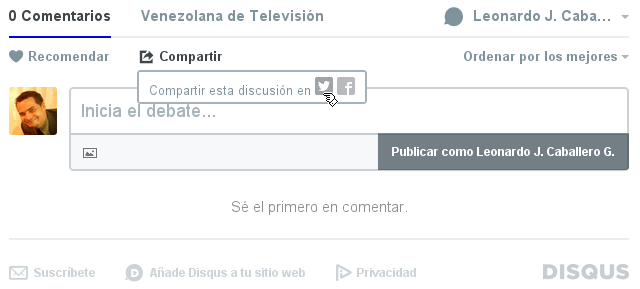 0 Comentarios Venezolana de Televisión Leonardo J. Caba...
Recomendar Compartir Ordenar por los mejores
Compartir esta discusión en
Inicia el debate...
Publicar como Leonardo J. Caballero G.
Sé el primero en comentar.
Suscríbete Añade Disqus a tu sitio web Privacidad DISQUS